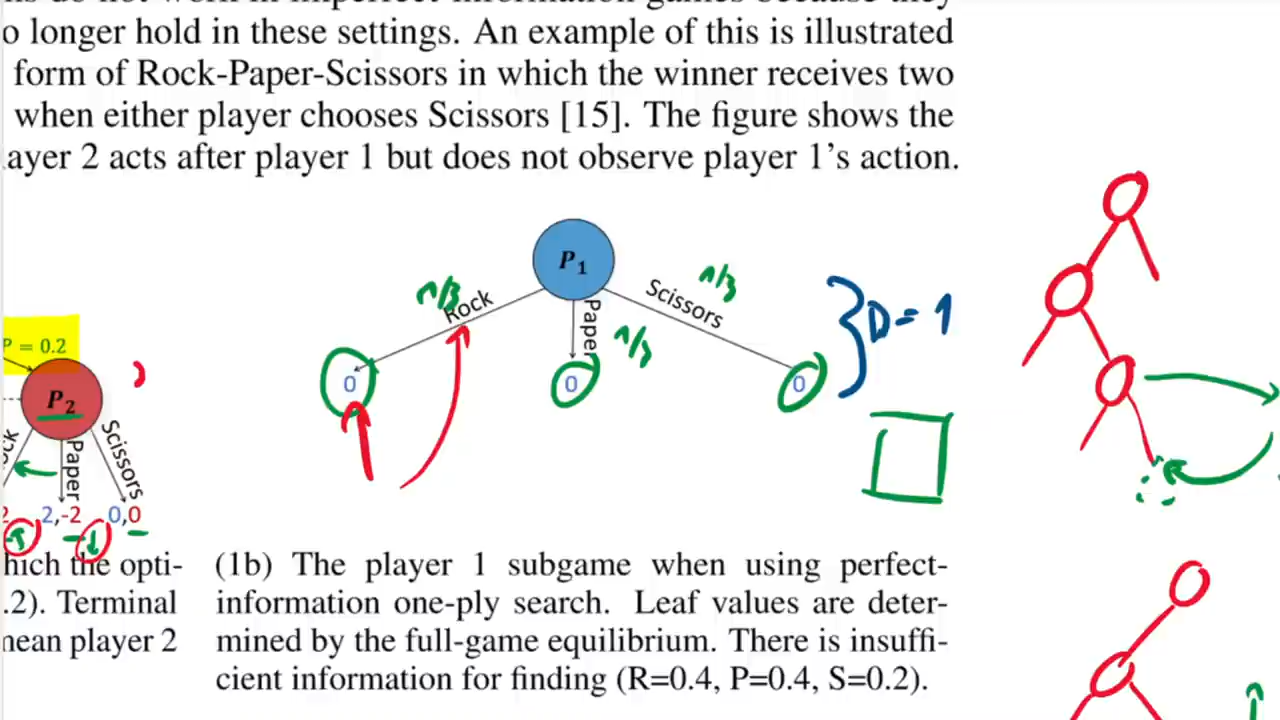 o longer hold in these settings. An example of this is illustrated
form of Rock-Paper-Scissors in which the winner receives two
when either player chooses Scissors [15]. The figure shows the
ayer 2 acts after player 1 but does not observe player 1's action.
P1
Rock
Paper
Scissors
1/3
1/3
1/3
0
0
0
D = 1
P = 0.2
P2
Paper
Scissors
2,-2
0,0
hich the opti-
.2). Terminal
mean player 2
(1b) The player 1 subgame when using perfect-
information one-ply search. Leaf values are deter-
mined by the full-game equilibrium. There is insuffi-
cient information for finding (R=0.4, P=0.4, S=0.2).